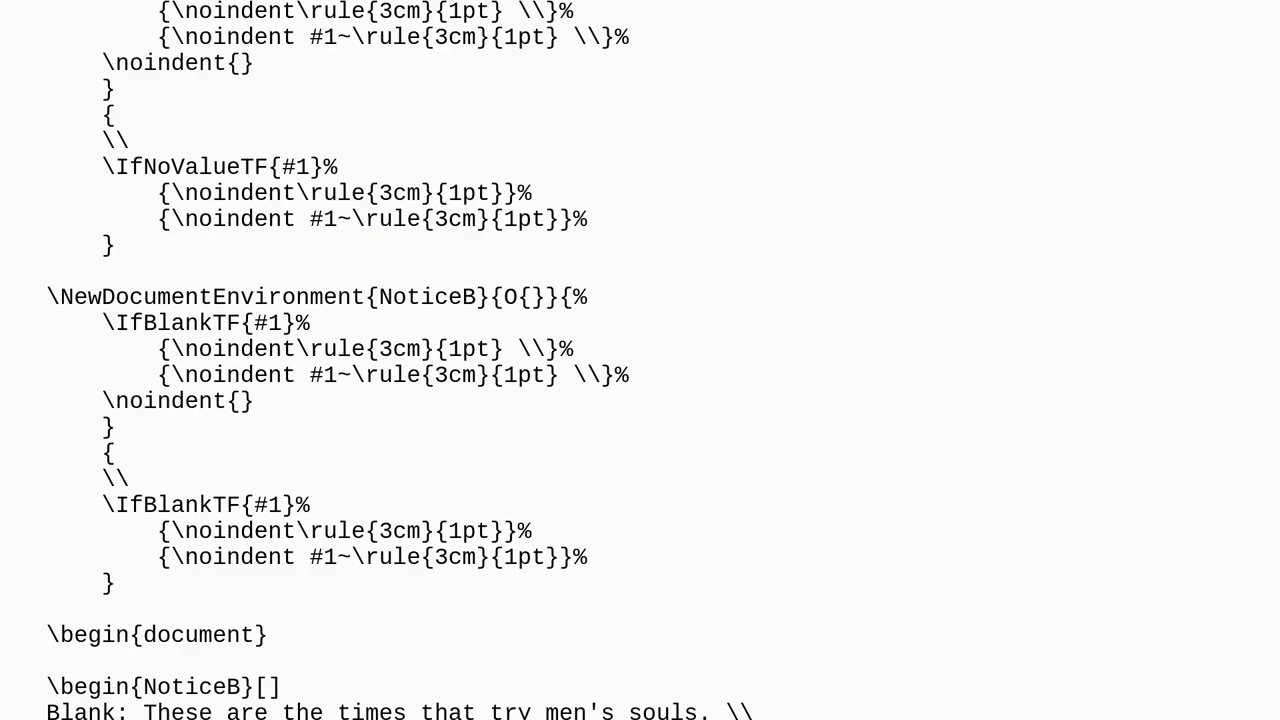 {\noindent\rule{3cm}{1pt} \\}%
{\noindent #1~\rule{3cm}{1pt} \\}%
\noindent{}
}
{
\\
\IfNoValueTF{#1}%
{\noindent\rule{3cm}{1pt}}%
{\noindent #1~\rule{3cm}{1pt}}%
}
\NewDocumentEnvironment{NoticeB}{O{}}{%
\IfBlankTF{#1}%
{\noindent\rule{3cm}{1pt} \\}%
{\noindent #1~\rule{3cm}{1pt} \\}%
\noindent{}
}
{
\\
\IfBlankTF{#1}%
{\noindent\rule{3cm}{1pt}}%
{\noindent #1~\rule{3cm}{1pt}}%
}
\begin{document}
\begin{NoticeB}[]
Blank: These are the times that try men's souls. \\